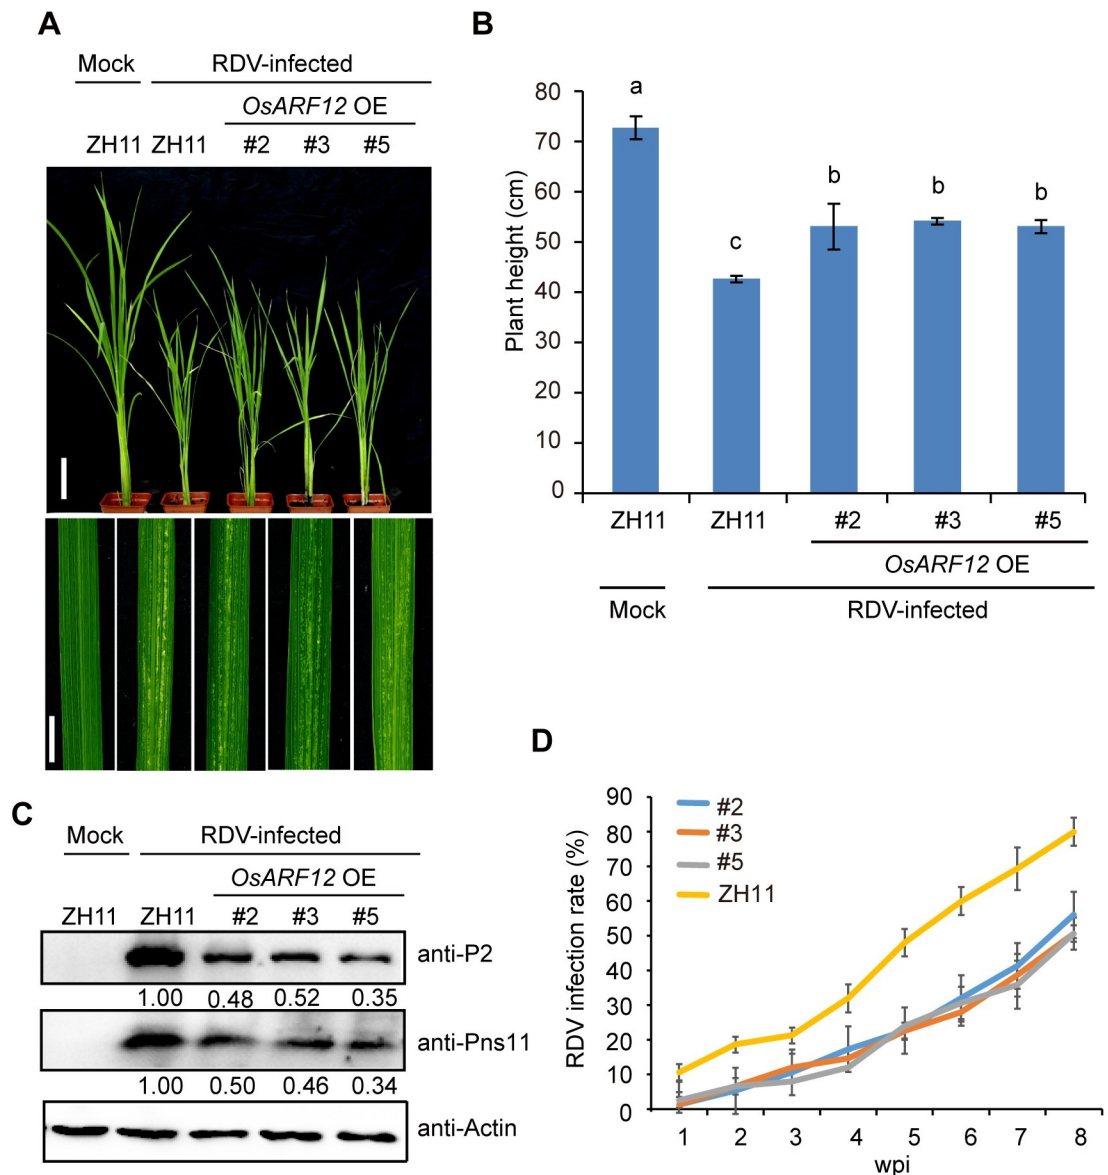 A
Mock RDV-infected
OsARF12 OE
ZH11 ZH11 #2 #3 #5
B
Plant height (cm)
80
70
60
50
40
30
20
10
0
a
c
b
b
b
ZH11 ZH11 #2 #3 #5
OsARF12 OE
Mock RDV-infected
C
Mock RDV-infected
OsARF12 OE
ZH11 ZH11 #2 #3 #5
anti-P2
1.00 0.48 0.52 0.35
anti-Pns11
1.00 0.50 0.46 0.34
anti-Actin
D
RDV infection rate (%)
90
80
70
60
50
40
30
20
10
0
#2
#3
#5
ZH11
1 2 3 4 5 6 7 8
wpi